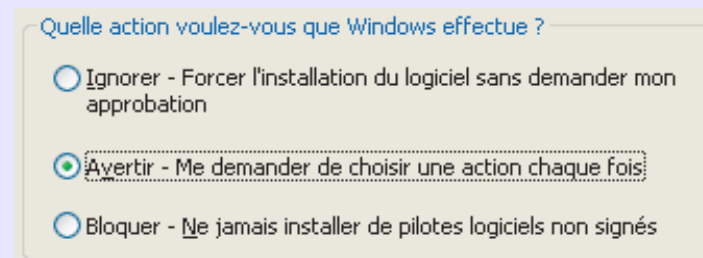 Quelle action voulez-vous que Windows effectue ?
Ignorer - Forcer l'installation du logiciel sans demander mon
approbation
Avertir - Me demander de choisir une action chaque fois
Bloquer - Ne jamais installer de pilotes logiciels non signés